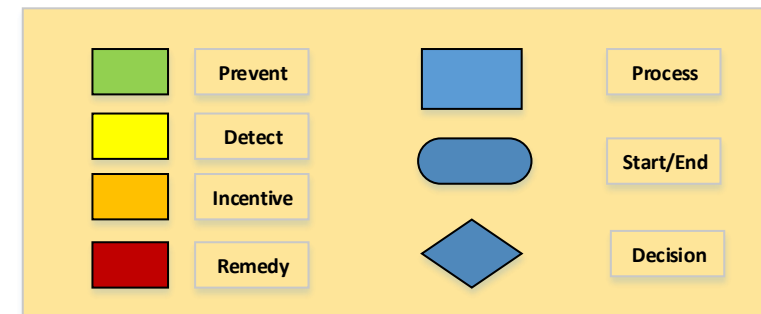 Prevent
Process
Detect
Start/End
Incentive
Remedy
Decision